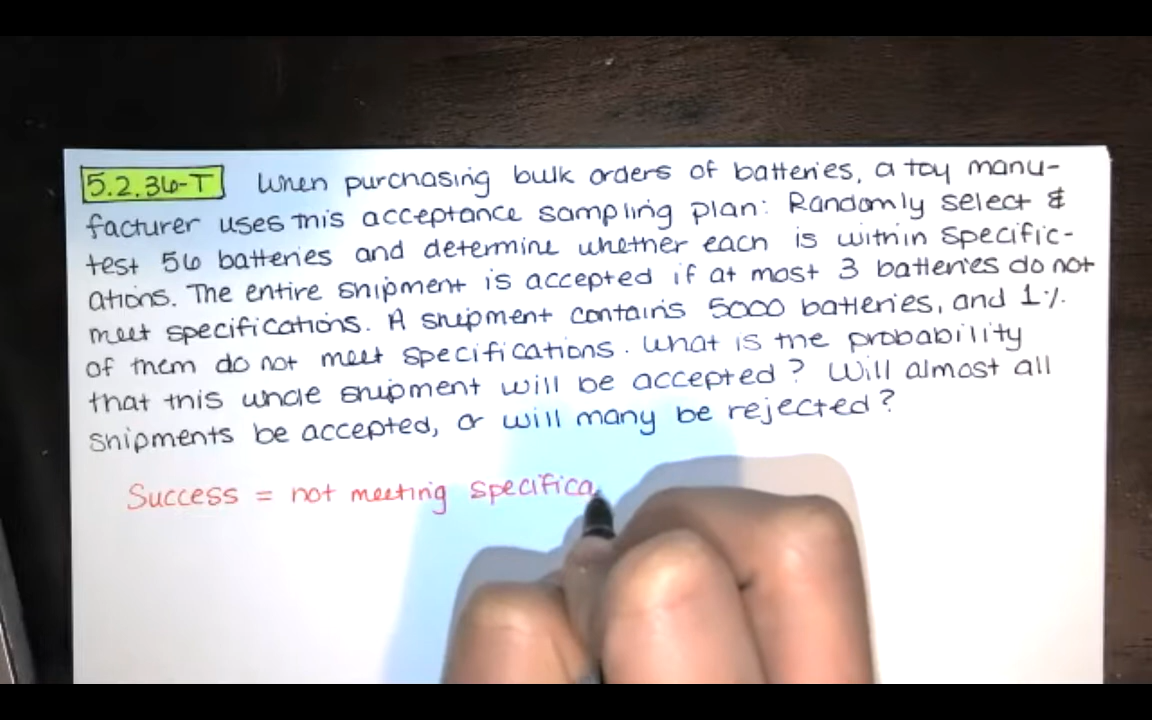 5.2.36-T When purchasing bulk orders of batteries, a toy manu-
facturer uses this acceptance sampling plan: Randomly select &
test 56 batteries and determine whether each is within specific-
ations. The entire shipment is accepted if at most 3 batteries do not
meet specifications. A shipment contains 5000 batteries, and 1%
of them do not meet specifications. What is the probability
that this whole shipment will be accepted? Will almost all
shipments be accepted, or will many be rejected?
Success = not meeting specifica